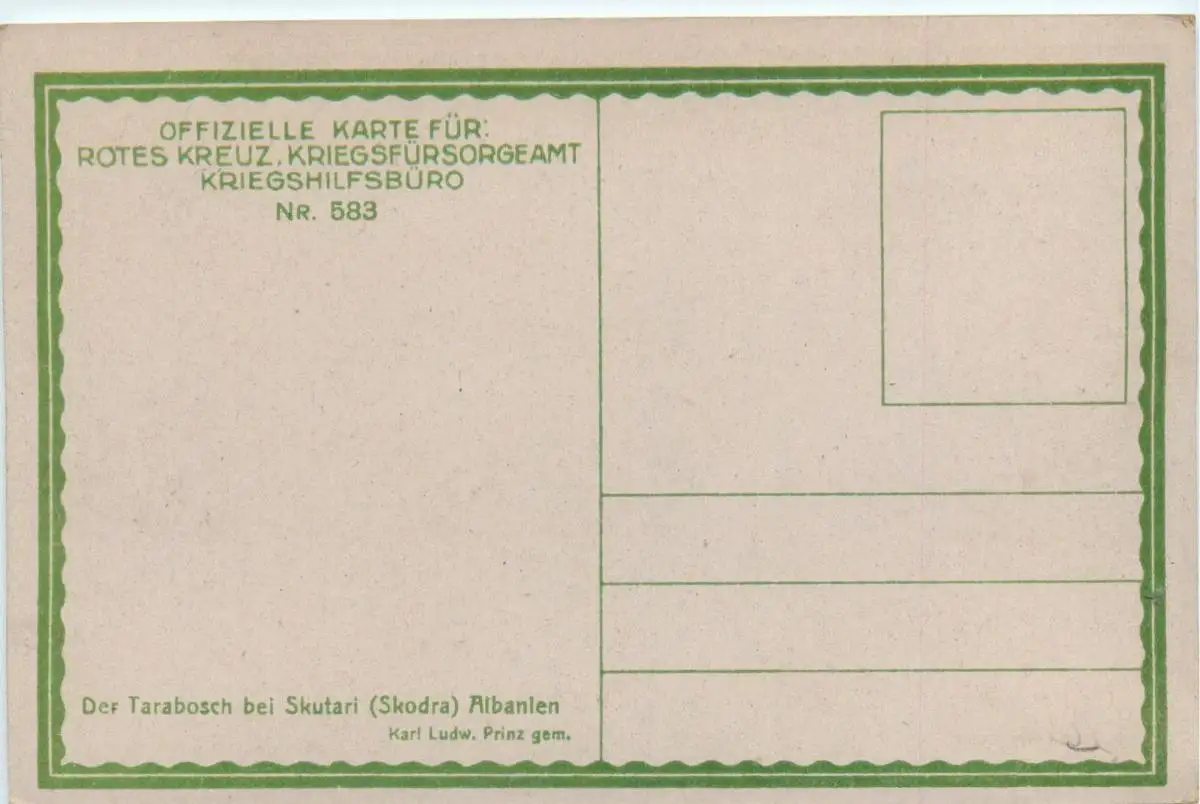 OFFIZIELLE KARTE FÜR:
ROTES KREUZ, KRIEGSFÜRSORGEAMT
KRIEGSHILFSBÜRO
NR. 583
Der Tarabosch bei Skutari (Skodra) Albanien
Karl Ludw. Prinz gem.